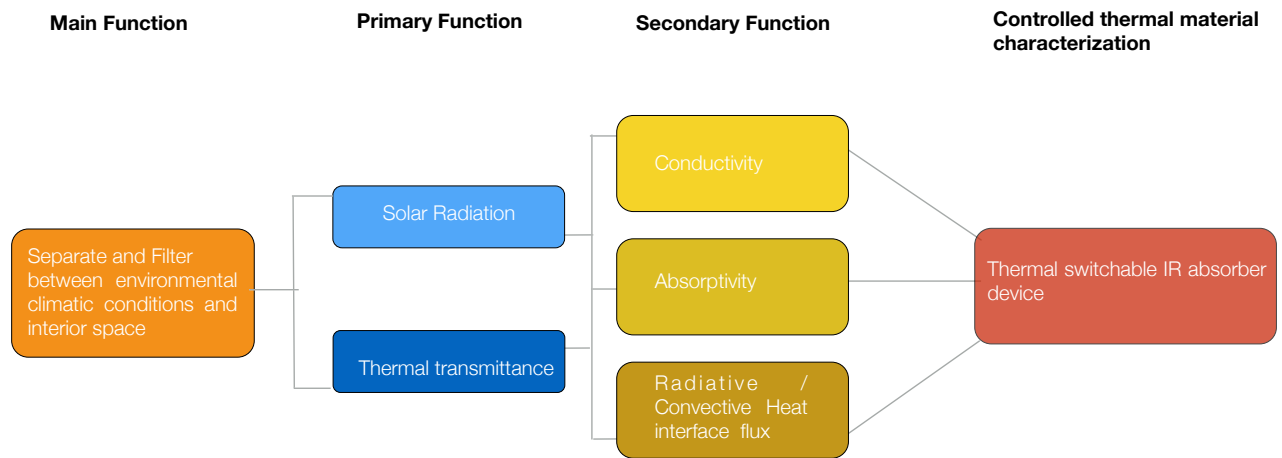 Main Function
Primary Function
Secondary Function
Controlled thermal material
characterization
Separate and Filter
between environmental
climatic conditions and
interior space
Solar Radiation
Thermal transmittance
Conductivity
Absorptivity
Radiative /
Convective Heat
interface flux
Thermal switchable IR absorber
device